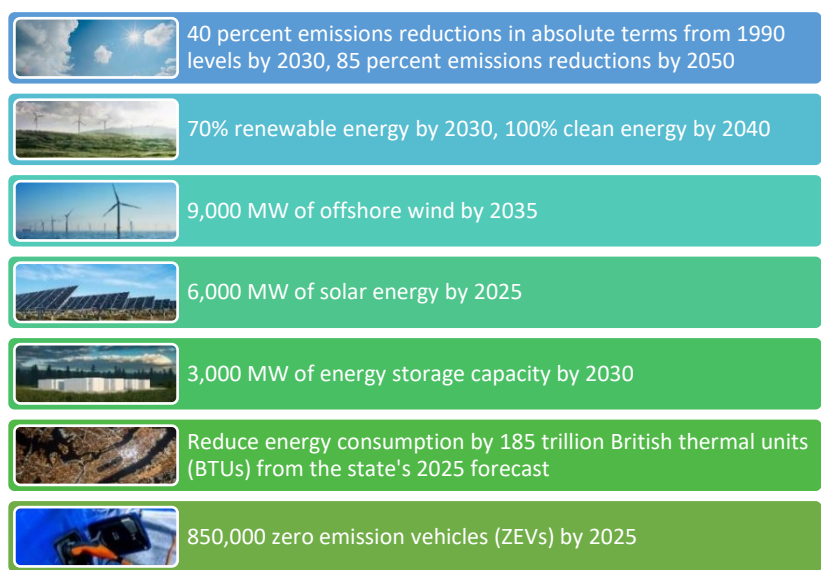 40 percent emissions reductions in absolute terms from 1990
levels by 2030, 85 percent emissions reductions by 2050
70% renewable energy by 2030, 100% clean energy by 2040
9,000 MW of offshore wind by 2035
6,000 MW of solar energy by 2025
3,000 MW of energy storage capacity by 2030
Reduce energy consumption by 185 trillion British thermal units
(BTUs) from the state's 2025 forecast
850,000 zero emission vehicles (ZEVs) by 2025